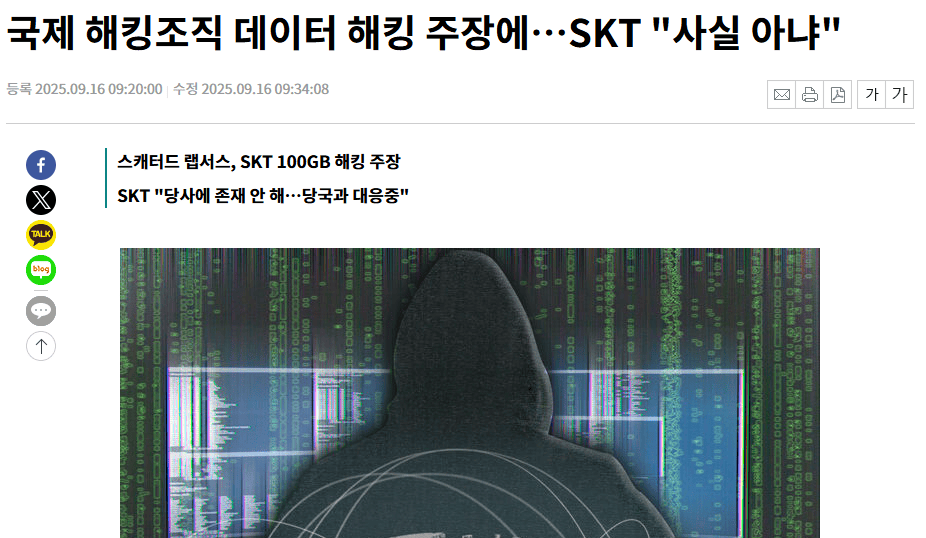 국제 해킹조직 데이터 해킹 주장에…SKT "사실 아냐"
등록 2025.09.16 09:20:00 | 수정 2025.09.16 09:34:08
가 가
스캐터드 랩서스, SKT 100GB 해킹 주장
SKT "당사에 존재 안 해…당국과 대응중"
TALK
blog